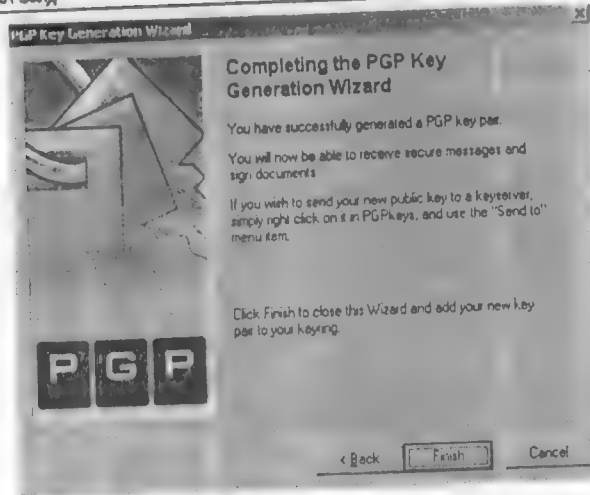 PGP Key Generation Wizard
Completing the PGP Key
Generation Wizard
You have successfully generated a PGP key pair.
You will now be able to receive secure messages and
sign documents
If you wish to send your new public key to a keyserver,
simply right click on it in PGPkeys, and use the "Send to"
menu item.
Click Finish to close this Wizard and add your new key
pair to your keyring.
PGP
< Back
Finish
Cancel